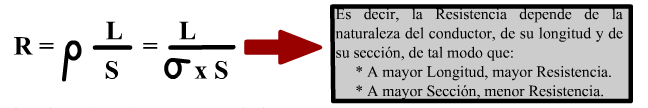 R = ρ L/S = L/(σ x S)
Es decir, la Resistencia depende de la
naturaleza del conductor, de su longitud y de
su sección, de tal modo que:
* A mayor Longitud, mayor Resistencia.
* A mayor Sección, menor Resistencia.